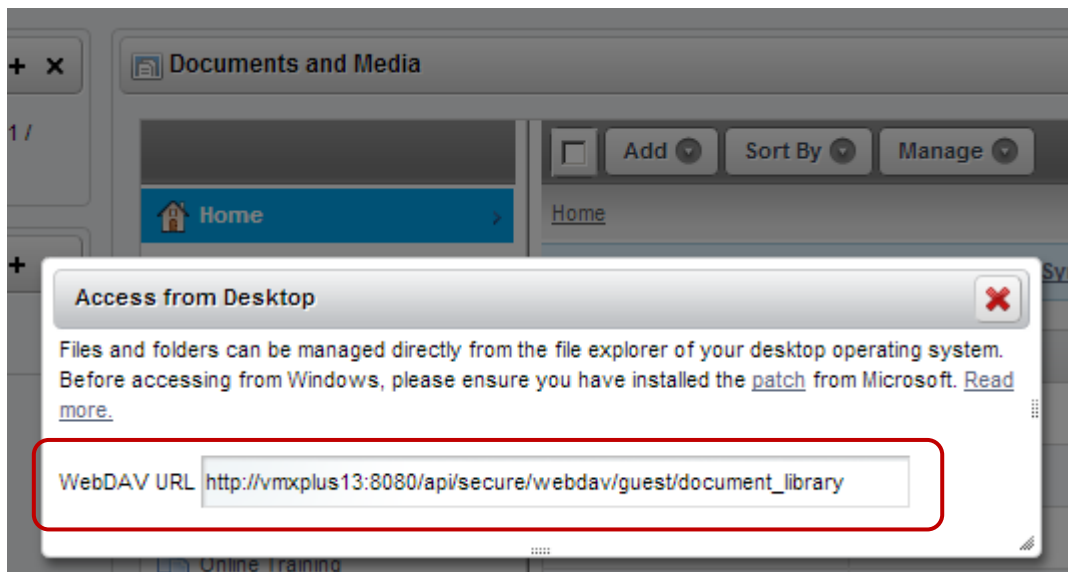 + ×
Documents and Media
1 /
Add Sort By Manage
Home
Home
+
Sy
Access from Desktop
Files and folders can be managed directly from the file explorer of your desktop operating system.
Before accessing from Windows, please ensure you have installed the patch from Microsoft. Read
more.
WebDAV URL http://vmxplus13:8080/api/secure/webdav/guest/document_library
Online Training